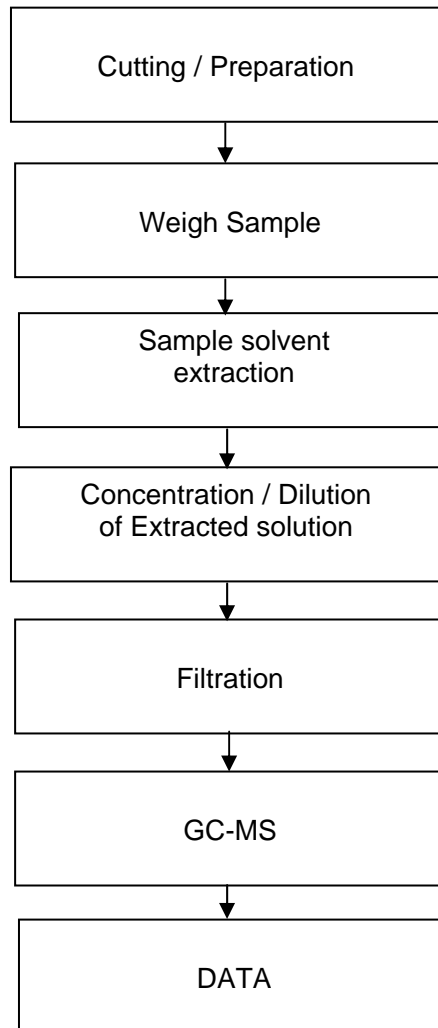 Cutting / Preparation
Weigh Sample
Sample solvent
extraction
Concentration / Dilution
of Extracted solution
Filtration
GC-MS
DATA